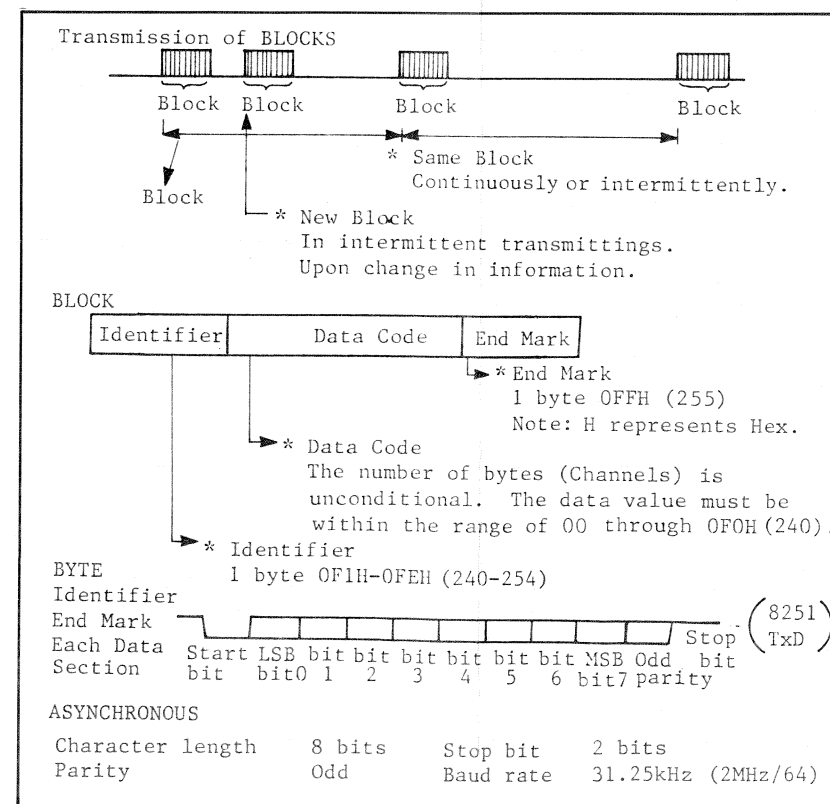 Transmission of BLOCKS
Block Block Block Block
* Same Block
Continuously or intermittently.
Block
* New Block
In intermittent transmittings.
Upon change in information.
BLOCK
Identifier Data Code End Mark
* End Mark
1 byte OFFH (255)
Note: H represents Hex.
* Data Code
The number of bytes (Channels) is
unconditional. The data value must be
within the range of 00 through OFOH (240).
* Identifier
1 byte OF1H-OFEH (240-254)
BYTE
Identifier
End Mark
Each Data
Section
Start bit
LSB bit0
bit 1
bit 2
bit 3
bit 4
bit 5
bit 6
MSB bit7
Odd parity
Stop bit
(8251 TxD)
ASYNCHRONOUS
Character length 8 bits Stop bit 2 bits
Parity Odd Baud rate 31.25kHz (2MHz/64)